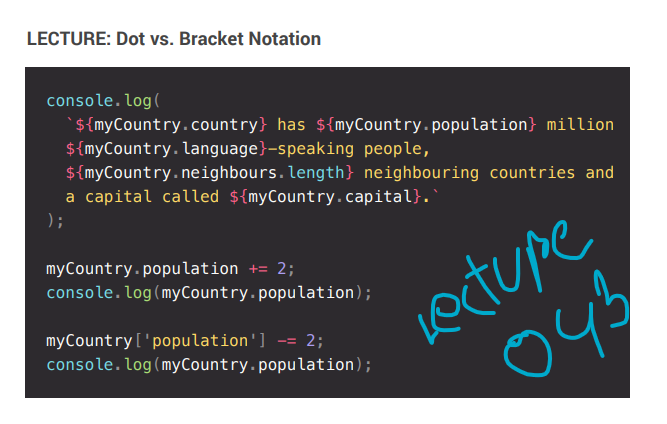 LECTURE: Dot vs. Bracket Notation
console.log(
`${myCountry.country} has ${myCountry.population} million
${myCountry.language}-speaking people,
${myCountry.neighbours.length} neighbouring countries and
a capital called ${myCountry.capital}.`
);
myCountry.population += 2;
console.log(myCountry.population);
myCountry['population'] -= 2;
console.log(myCountry.population);